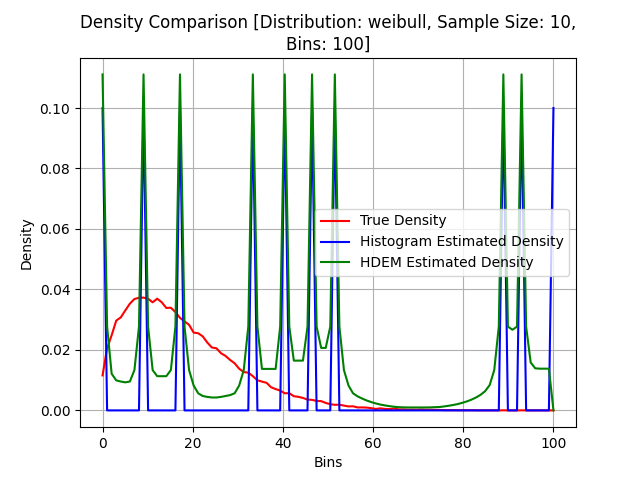 Density Comparison [Distribution: weibull, Sample Size: 10,
Bins: 100]
Density
0.10
0.08
0.06
0.04
0.02
0.00
True Density
Histogram Estimated Density
HDEM Estimated Density
0 20 40 60 80 100
Bins